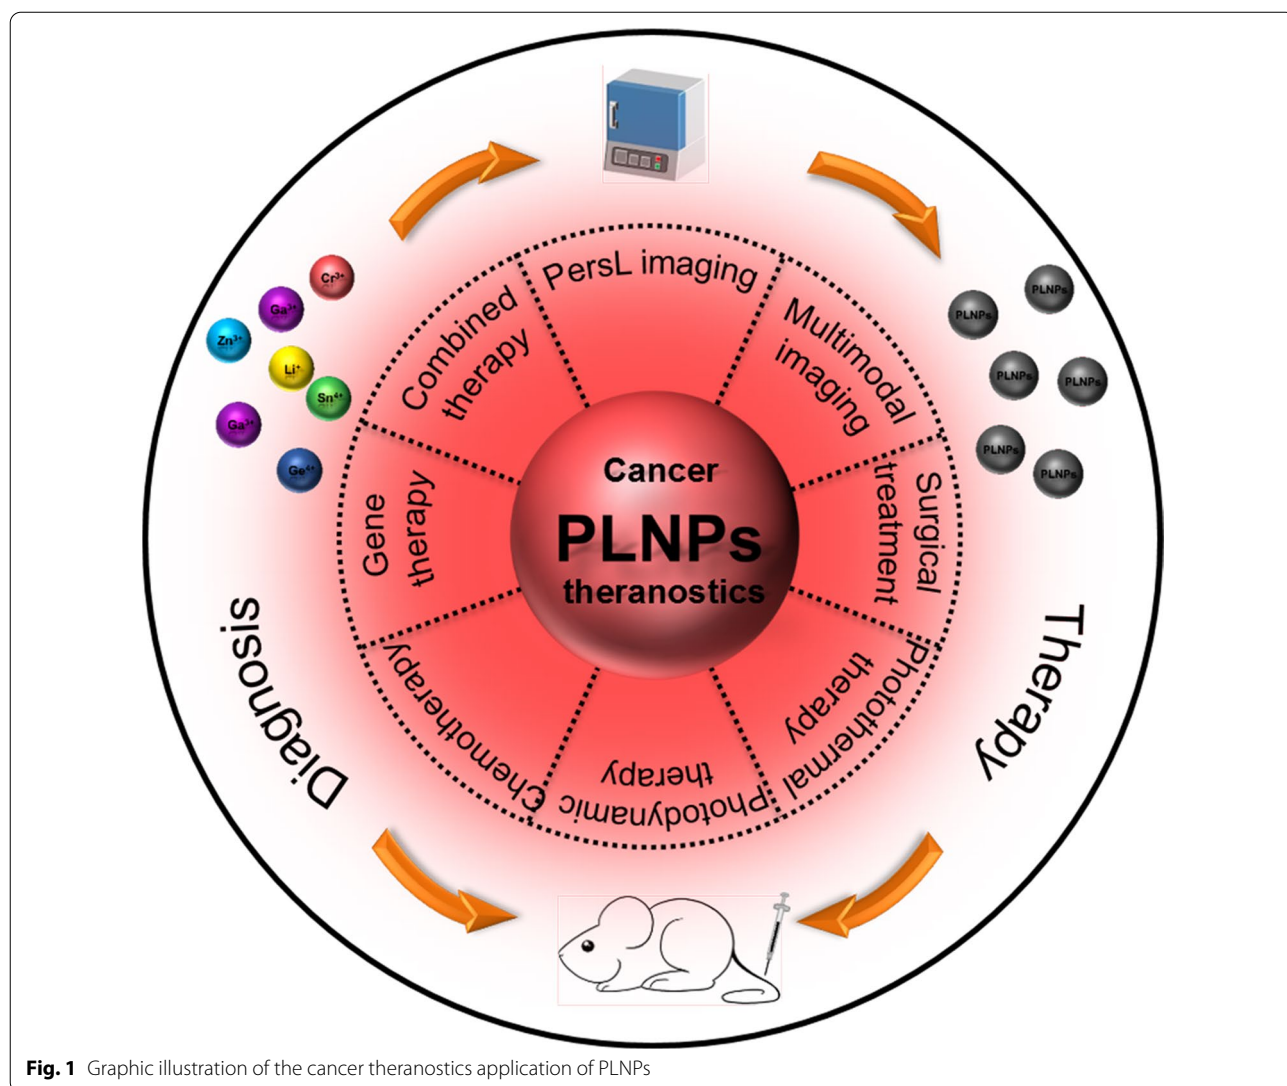 Cr³⁺
Ga³⁺
Zn³⁺
Li⁺
Sn⁴⁺
Ga³⁺
Ge⁴⁺
PLNPs
PLNPs
PLNPs
PLNPs
PLNPs
PLNPs
PersL imaging
Multimodal
imaging
Surgical
treatment
Photothermal
therapy
Photodynamic
therapy
Chemotherapy
Gene
therapy
Combined
therapy
Cancer
PLNPs
theranostics
Diagnosis
Therapy
Fig. 1 Graphic illustration of the cancer theranostics application of PLNPs